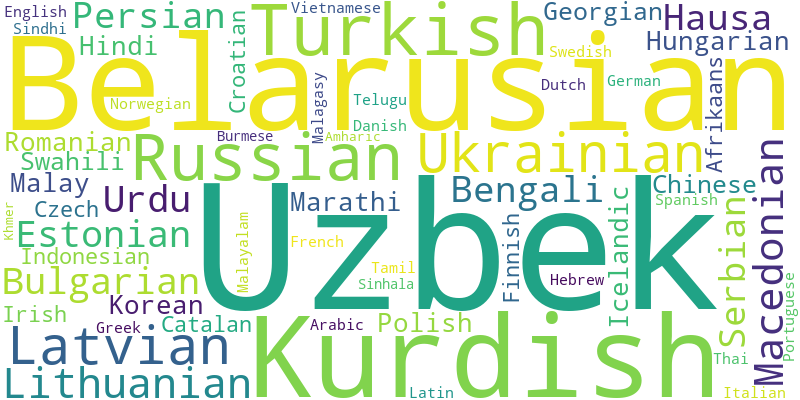 English
Sindhi
Persian
Hindi
Croatian
Turkish
Vietnamese
Georgian
Hausa
Hungarian
Swedish
Belarusian
Norwegian
Malagasy
Telugu
Danish
Dutch
German
Afrikaans
Burmese
Amharic
Romanian
Swahili
Russian
Ukrainian
Malay
Urdu
Marathi
Bengali
Chinese
Spanish
Czech
Khmer
Estonian
Uzbek
Malayalam
French
Tamil
Sinhala
Finnish
Hebrew
Icelandic
Serbian
Macedonian
Portuguese
Indonesian
Bulgarian
Korean
Irish
Greek
Catalan
Arabic
Polish
Latvian
Kurdish
Thai
Lithuanian
Latin
Italian